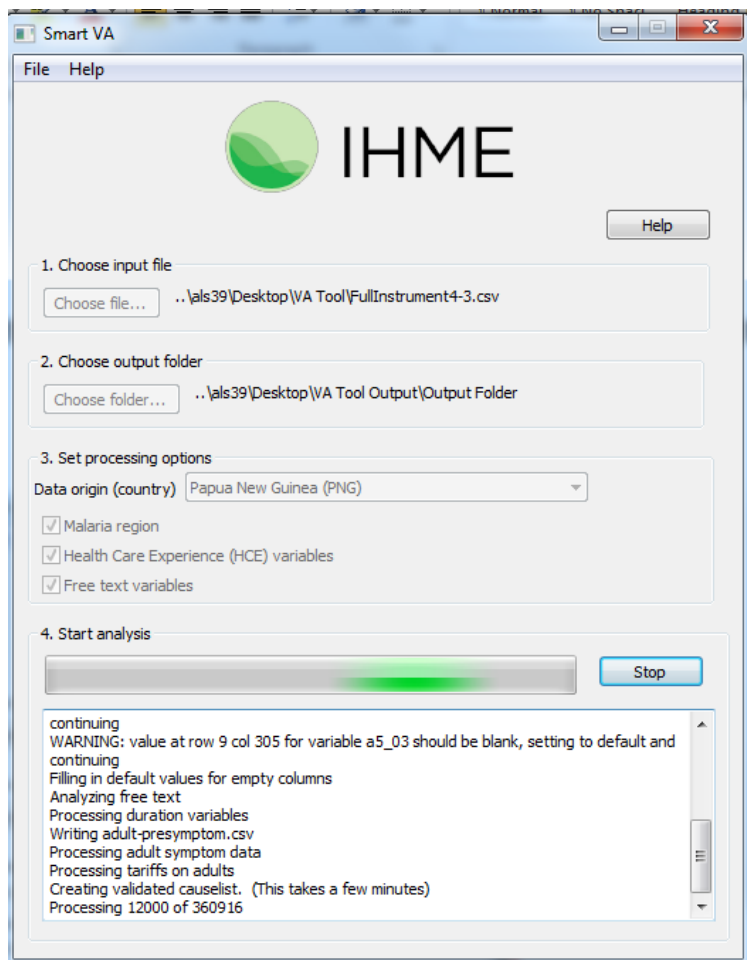 Smart VA
File Help
IHME
Help
1. Choose input file
Choose file... ..\als39\Desktop\VA Tool\FullInstrument4-3.csv
2. Choose output folder
Choose folder... ..\als39\Desktop\VA Tool Output\Output Folder
3. Set processing options
Data origin (country) Papua New Guinea (PNG)
Malaria region
Health Care Experience (HCE) variables
Free text variables
4. Start analysis
Stop
continuing
WARNING: value at row 9 col 305 for variable a5_03 should be blank, setting to default and
continuing
Filling in default values for empty columns
Analyzing free text
Processing duration variables
Writing adult-presymptom.csv
Processing adult symptom data
Processing tariffs on adults
Creating validated causelist. (This takes a few minutes)
Processing 12000 of 360916